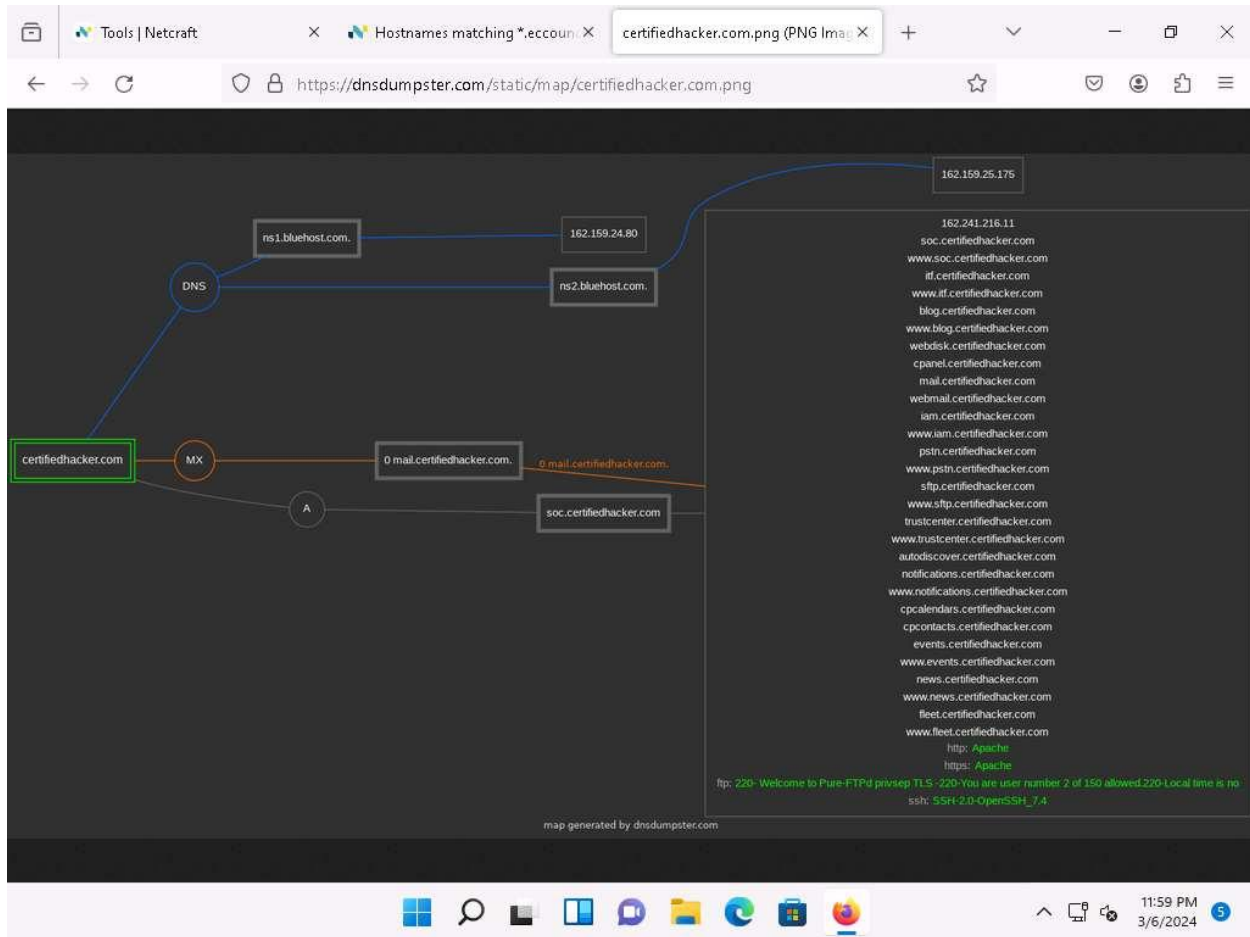 Tools | Netcraft
Hostnames matching *.eccoun
certifiedhacker.com.png (PNG Imag
https://dnsdumpster.com/static/map/certifiedhacker.com.png
162.159.25.175
ns1.bluehost.com.
162.159.24.80
DNS
ns2.bluehost.com.
162.241.216.11
soc.certifiedhacker.com
www.soc.certifiedhacker.com
itf.certifiedhacker.com
www.itf.certifiedhacker.com
blog.certifiedhacker.com
www.blog.certifiedhacker.com
webdisk.certifiedhacker.com
cpanel.certifiedhacker.com
mail.certifiedhacker.com
webmail.certifiedhacker.com
iam.certifiedhacker.com
www.iam.certifiedhacker.com
pstn.certifiedhacker.com
www.pstn.certifiedhacker.com
sftp.certifiedhacker.com
www.sftp.certifiedhacker.com
trustcenter.certifiedhacker.com
www.trustcenter.certifiedhacker.com
autodiscover.certifiedhacker.com
notifications.certifiedhacker.com
www.notifications.certifiedhacker.com
cpcalendars.certifiedhacker.com
cpcontacts.certifiedhacker.com
events.certifiedhacker.com
www.events.certifiedhacker.com
news.certifiedhacker.com
www.news.certifiedhacker.com
fleet.certifiedhacker.com
www.fleet.certifiedhacker.com
http: Apache
https: Apache
ftp: 220- Welcome to Pure-FTPd privsep TLS -220-You are user number 2 of 150 allowed.220-Local time is no
ssh: SSH-2.0-OpenSSH_7.4
certifiedhacker.com
MX
0 mail.certifiedhacker.com.
0 mail.certifiedhacker.com.
A
soc.certifiedhacker.com
map generated by dnsdumpster.com
11:59 PM
3/6/2024
5